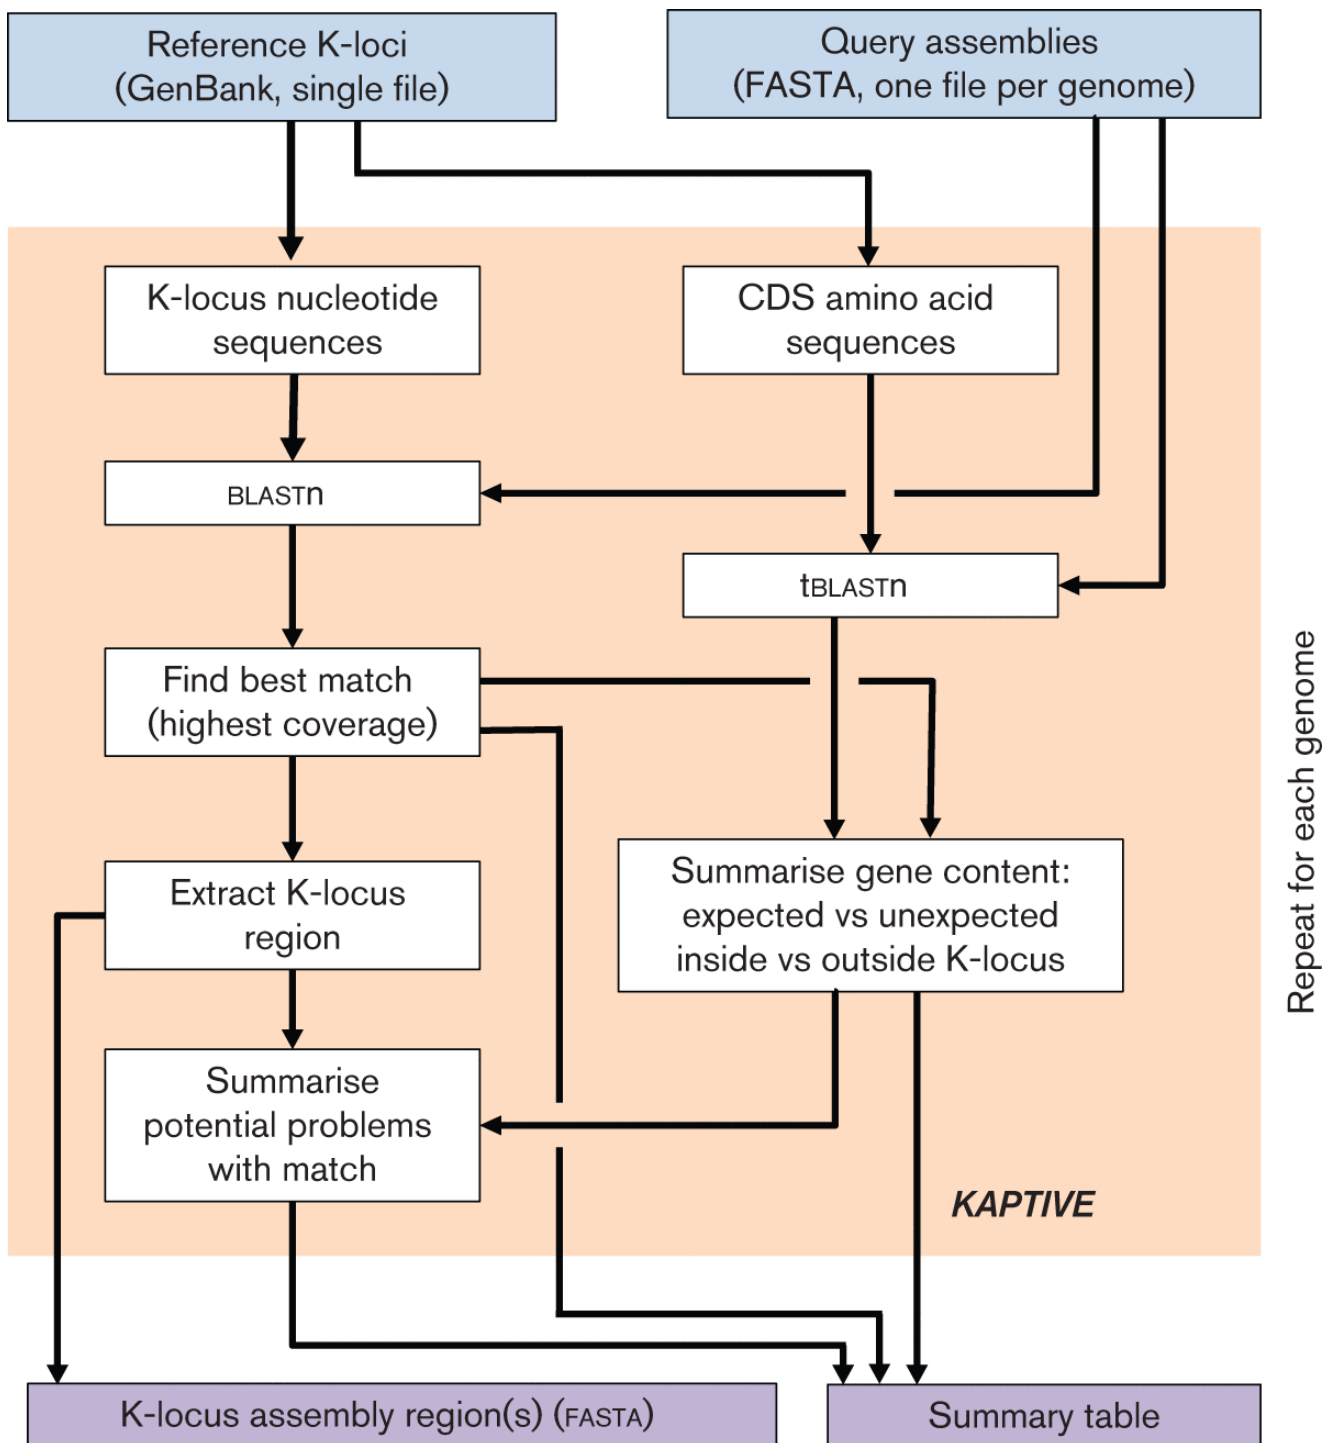 Reference K-loci
(GenBank, single file)
Query assemblies
(FASTA, one file per genome)
K-locus nucleotide
sequences
CDS amino acid
sequences
BLASTn
tBLASTn
Find best match
(highest coverage)
Extract K-locus
region
Summarise gene content:
expected vs unexpected
inside vs outside K-locus
Summarise
potential problems
with match
KAPTIVE
Repeat for each genome
K-locus assembly region(s) (FASTA)
Summary table